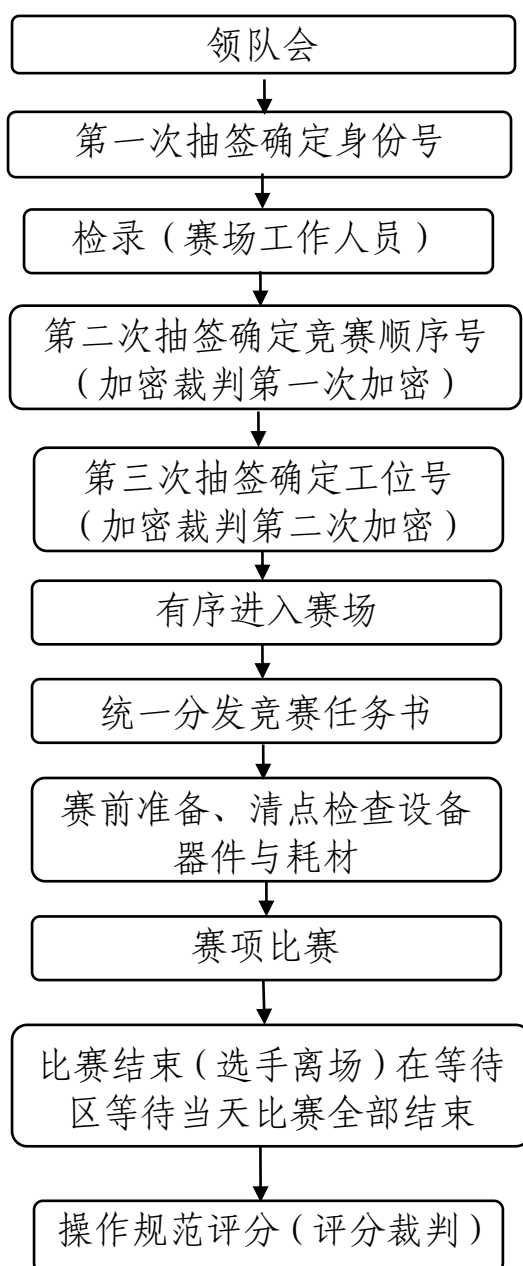 领队会
第一次抽签确定身份号
检录（赛场工作人员）
第二次抽签确定竞赛顺序号
（加密裁判第一次加密）
第三次抽签确定工位号
（加密裁判第二次加密）
有序进入赛场
统一分发竞赛任务书
赛前准备、清点检查设备
器件与耗材
赛项比赛
比赛结束（选手离场）在等待
区等待当天比赛全部结束
操作规范评分（评分裁判）